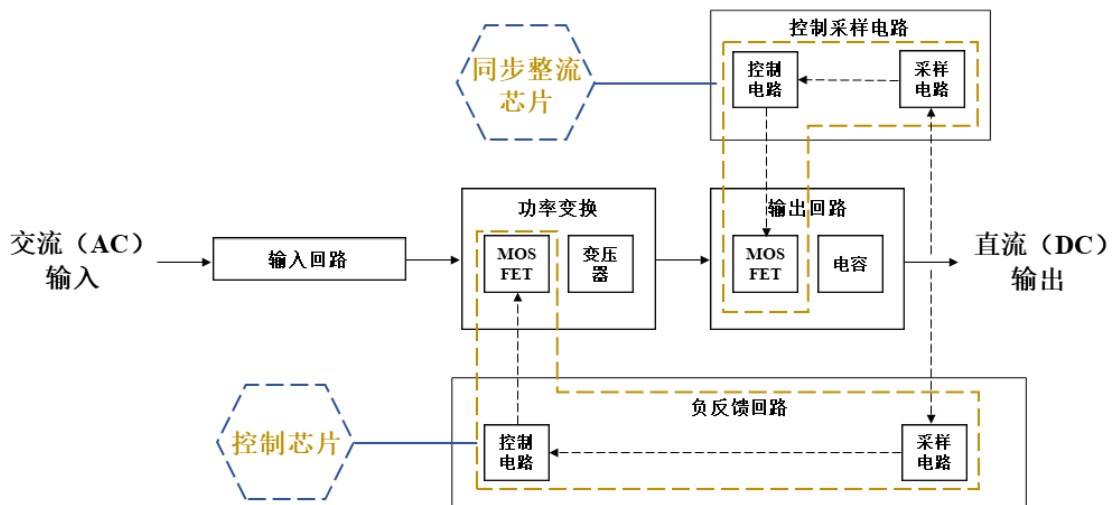 控制采样电路
同步整流
芯片
控制
电路
采样
电路
功率变换
输出回路
交流（AC）
输入
输入回路
MOS
FET
变压
器
MOS
FET
电容
直流（DC）
输出
负反馈回路
控制芯片
控制
电路
采样
电路